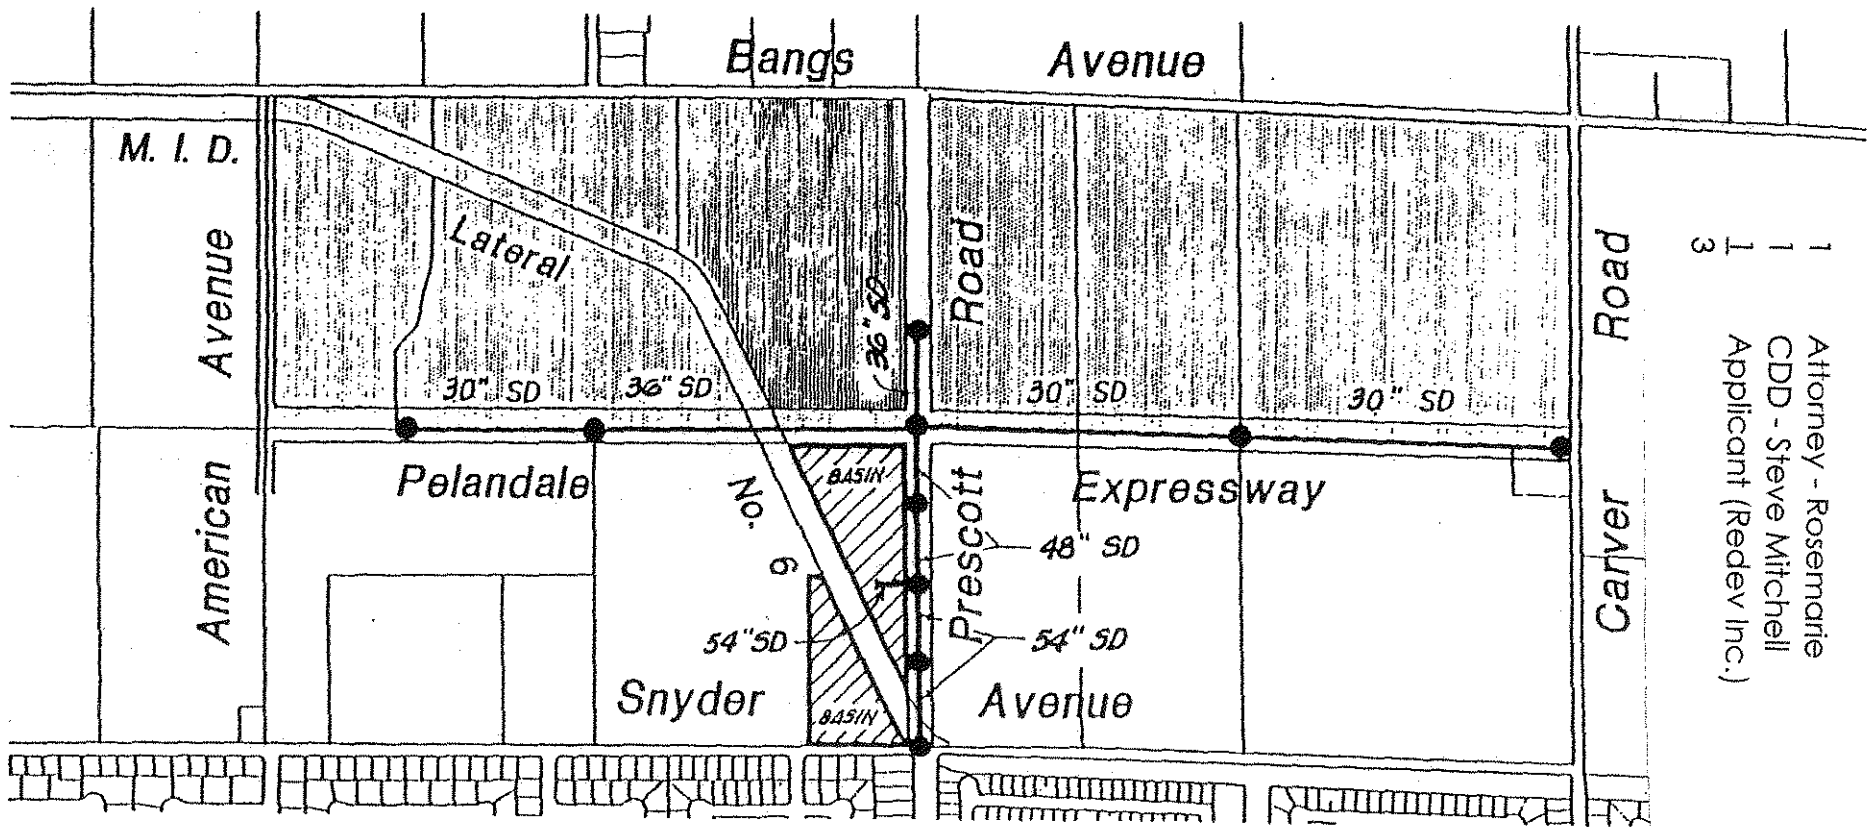 Bangs Avenue
M. I. D.
Avenue
Lateral
36" SD
Road
Road
30" SD
36" SD
30" SD
30" SD
Pelandale
BASIN
No. 6
Prescott
Expressway
American
Carver
48" SD
54" SD
54" SD
Snyder
BASIN
Avenue
1 Attorney - Rosemarie
1 CDD - Steve Mitchell
1 Applicant (Redev Inc.)
3